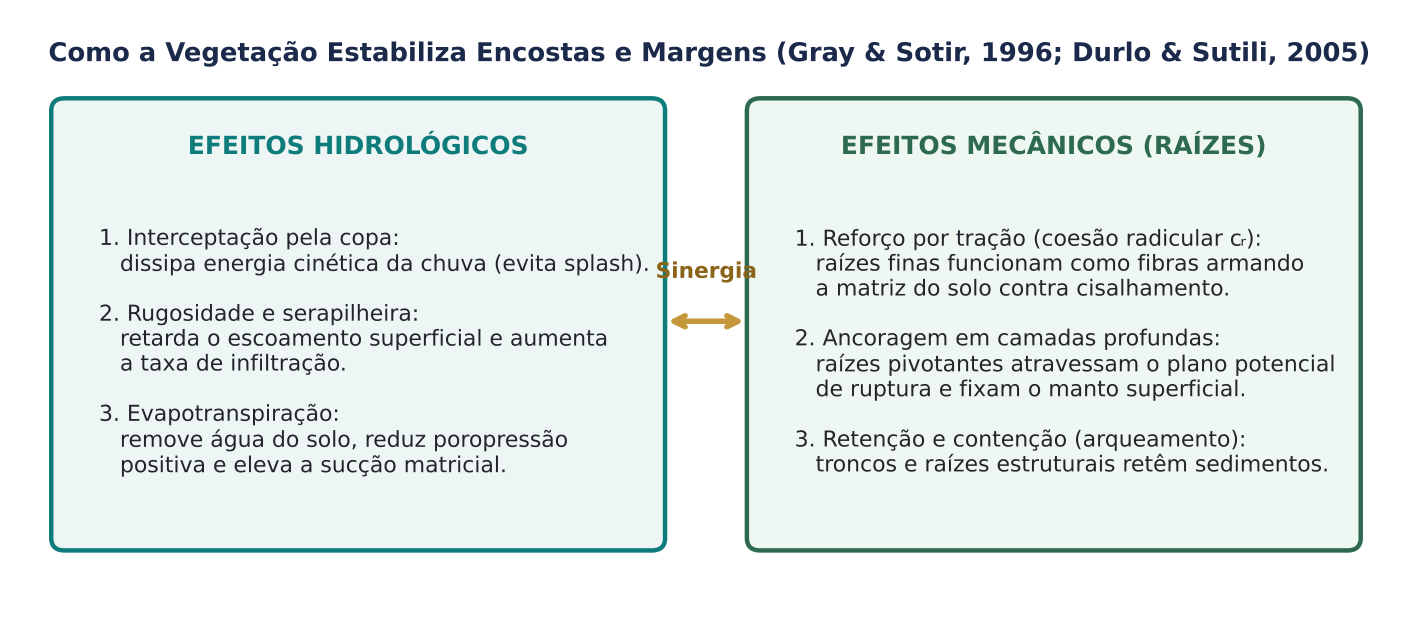 Como a Vegetação Estabiliza Encostas e Margens (Gray & Sotir, 1996; Durlo & Sutili, 2005)
EFEITOS HIDROLÓGICOS
1. Interceptação pela copa:
dissipa energia cinética da chuva (evita splash).
2. Rugosidade e serapilheira:
retarda o escoamento superficial e aumenta
a taxa de infiltração.
3. Evapotranspiração:
remove água do solo, reduz poropressão
positiva e eleva a sucção matricial.
Sinergia
EFEITOS MECÂNICOS (RAÍZES)
1. Reforço por tração (coesão radicular cᵣ):
raízes finas funcionam como fibras armando
a matriz do solo contra cisalhamento.
2. Ancoragem em camadas profundas:
raízes pivotantes atravessam o plano potencial
de ruptura e fixam o manto superficial.
3. Retenção e contenção (arqueamento):
troncos e raízes estruturais retêm sedimentos.